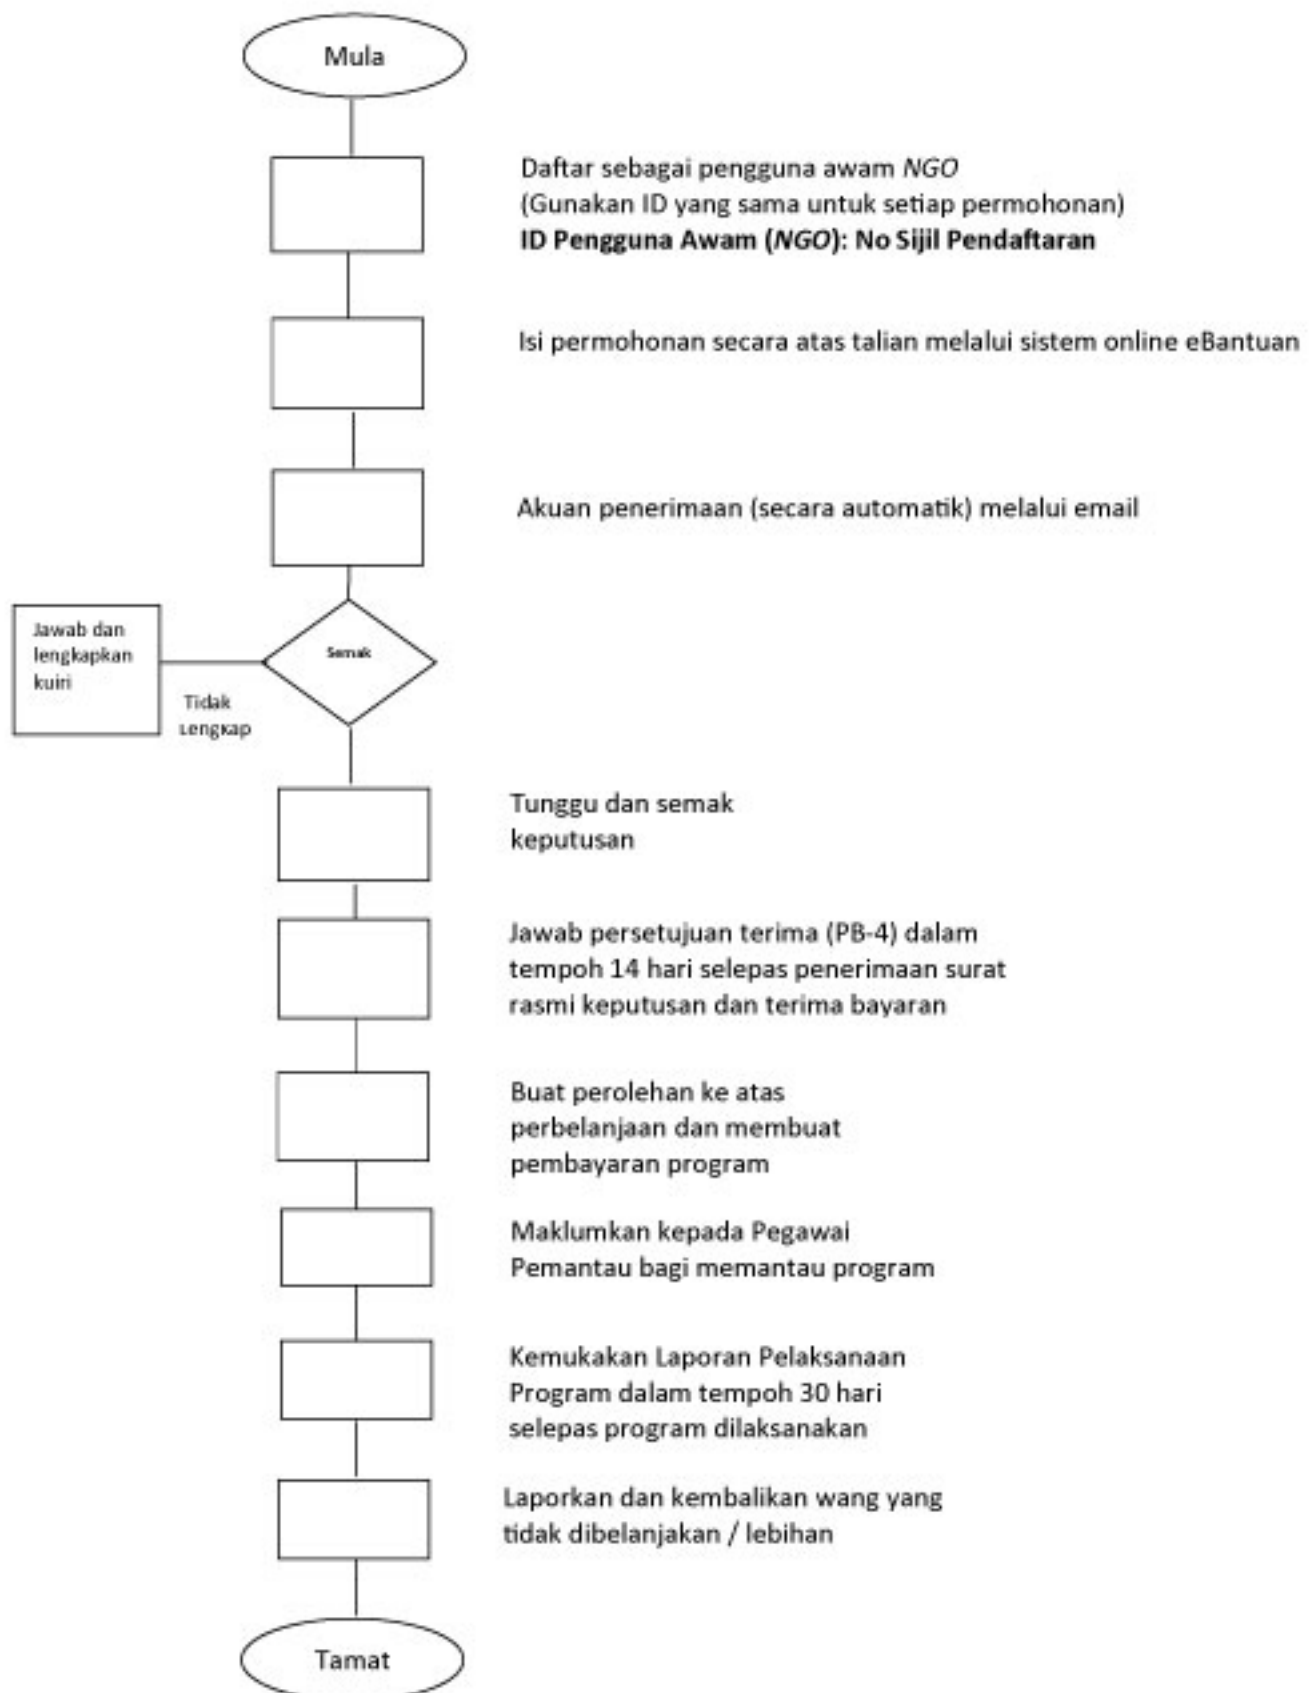 Mula
Daftar sebagai pengguna awam NGO
(Gunakan ID yang sama untuk setiap permohonan)
ID Pengguna Awam (NGO): No Sijil Pendaftaran
Isi permohonan secara atas talian melalui sistem online eBantuan
Akuan penerimaan (secara automatik) melalui email
Jawab dan
lengkapkan
kuiri
Semak
Tidak
Lengkap
Tunggu dan semak
keputusan
Jawab persetujuan terima (PB-4) dalam
tempoh 14 hari selepas penerimaan surat
rasmi keputusan dan terima bayaran
Buat perolehan ke atas
perbelanjaan dan membuat
pembayaran program
Maklumkan kepada Pegawai
Pemantau bagi memantau program
Kemukakan Laporan Pelaksanaan
Program dalam tempoh 30 hari
selepas program dilaksanakan
Laporkan dan kembalikan wang yang
tidak dibelanjakan / lebihan
Tamat